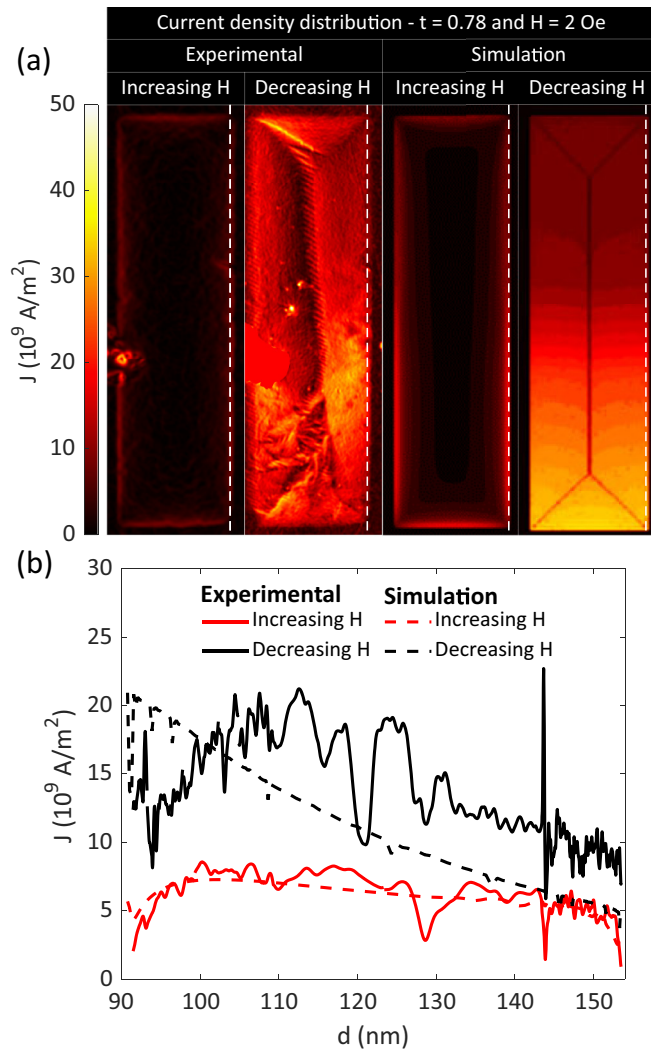 Current density distribution - t = 0.78 and H = 2 Oe
(a)
Experimental Simulation
Increasing H Decreasing H Increasing H Decreasing H
50
40
30
20
10
0
J (10⁹ A/m²)
(b)
30
25
20
15
10
5
0
J (10⁹ A/m²)
Experimental Simulation
Increasing H Increasing H
Decreasing H Decreasing H
90 100 110 120 130 140 150
d (nm)